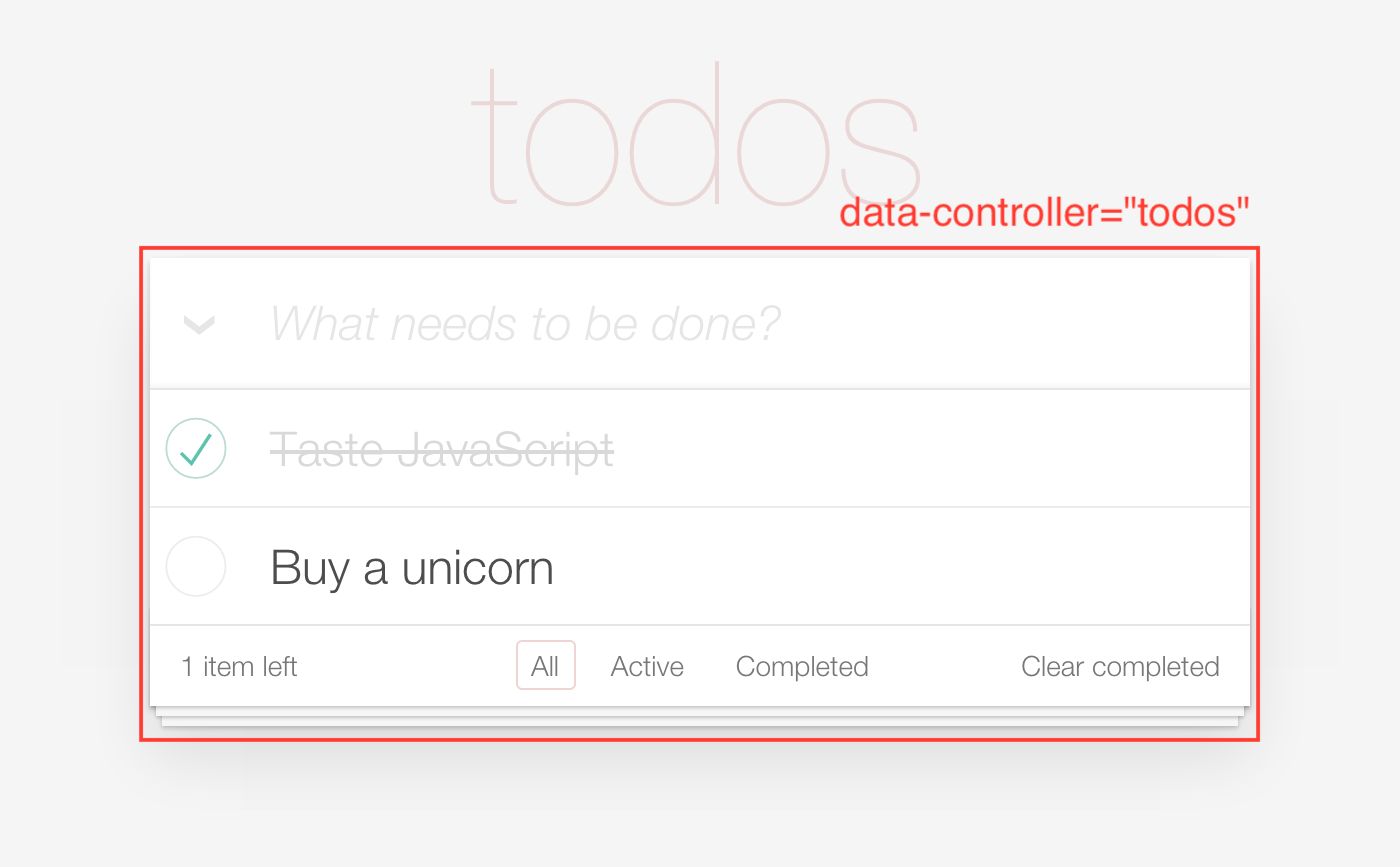 todos
data-controller="todos"
What needs to be done?
Taste JavaScript
Buy a unicorn
1 item left All Active Completed Clear completed